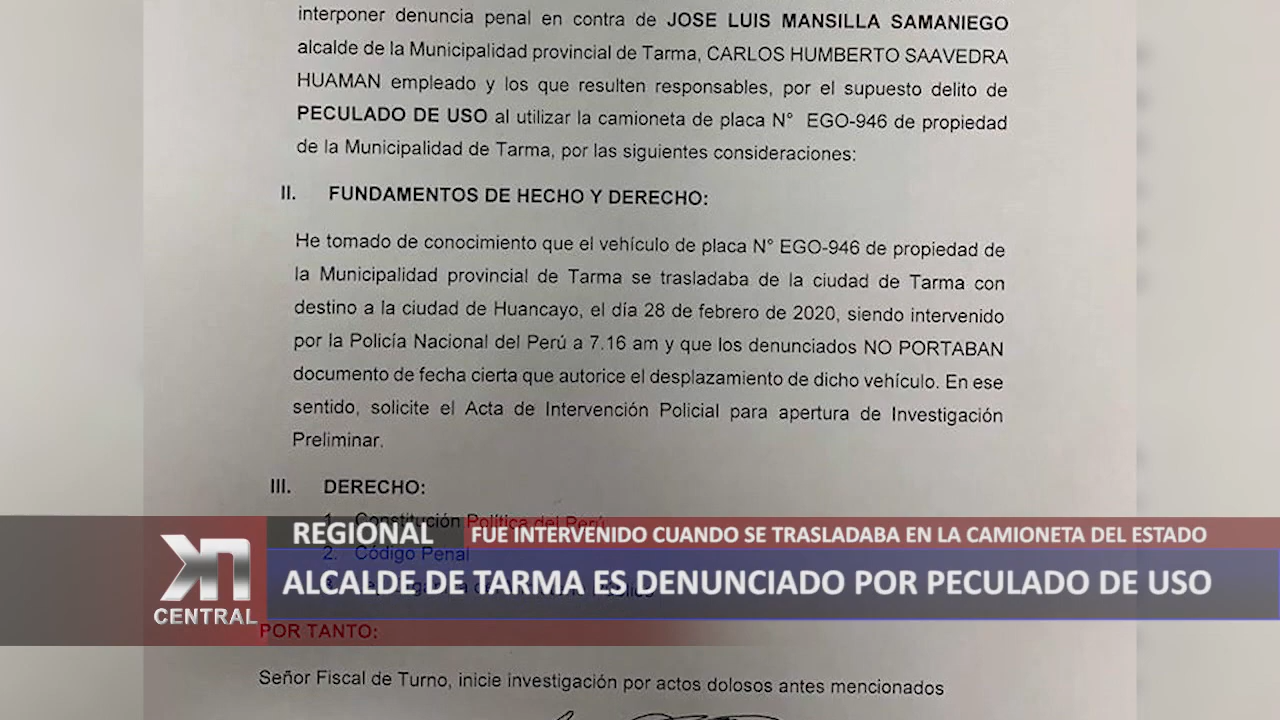 interponer denuncia penal en contra de JOSE LUIS MANSILLA SAMANIEGO
alcalde de la Municipalidad provincial de Tarma, CARLOS HUMBERTO SAAVEDRA
HUAMAN empleado y los que resulten responsables, por el supuesto delito de
PECULADO DE USO al utilizar la camioneta de placa N° EGO-946 de propiedad
de la Municipalidad de Tarma, por las siguientes consideraciones:
II. FUNDAMENTOS DE HECHO Y DERECHO:
He tomado de conocimiento que el vehículo de placa N° EGO-946 de propiedad de
la Municipalidad provincial de Tarma se trasladaba de la ciudad de Tarma con
destino a la ciudad de Huancayo, el día 28 de febrero de 2020, siendo intervenido
por la Policía Nacional del Perú a 7.16 am y que los denunciados NO PORTABAN
documento de fecha cierta que autorice el desplazamiento de dicho vehículo. En ese
sentido, solicite el Acta de Intervención Policial para apertura de Investigación
Preliminar.
III. DERECHO:
1. Constitución Política del Perú
REGIONAL FUE INTERVENIDO CUANDO SE TRASLADABA EN LA CAMIONETA DEL ESTADO
2. Código Penal
ALCALDE DE TARMA ES DENUNCIADO POR PECULADO DE USO
KN
CENTRAL
POR TANTO:
Señor Fiscal de Turno, inicie investigación por actos dolosos antes mencionados